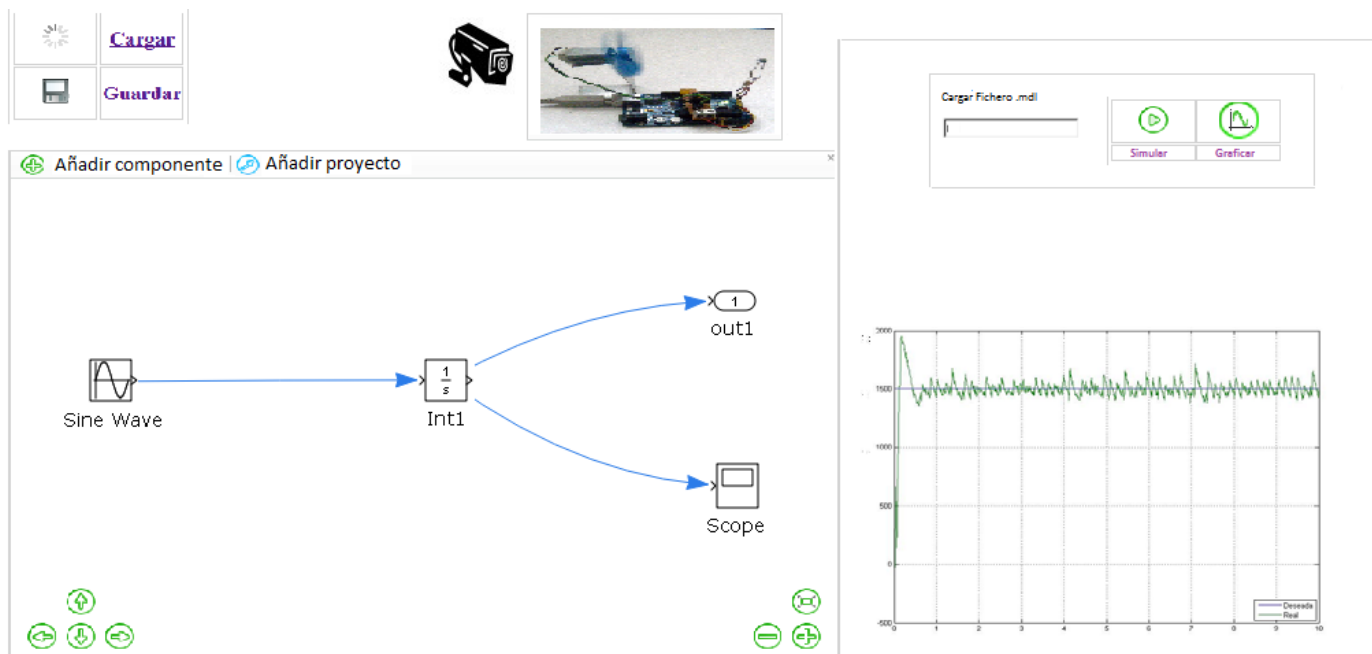 Cargar
Guardar
Añadir componente | Añadir proyecto
1
out1
Sine Wave
1
s
Int1
Scope
Cargar Fichero .mdl
Simular
Graficar
2000
1500
1000
500
0
-500
0 1 2 3 4 5 6 7 8 9 10
Deseada
Real